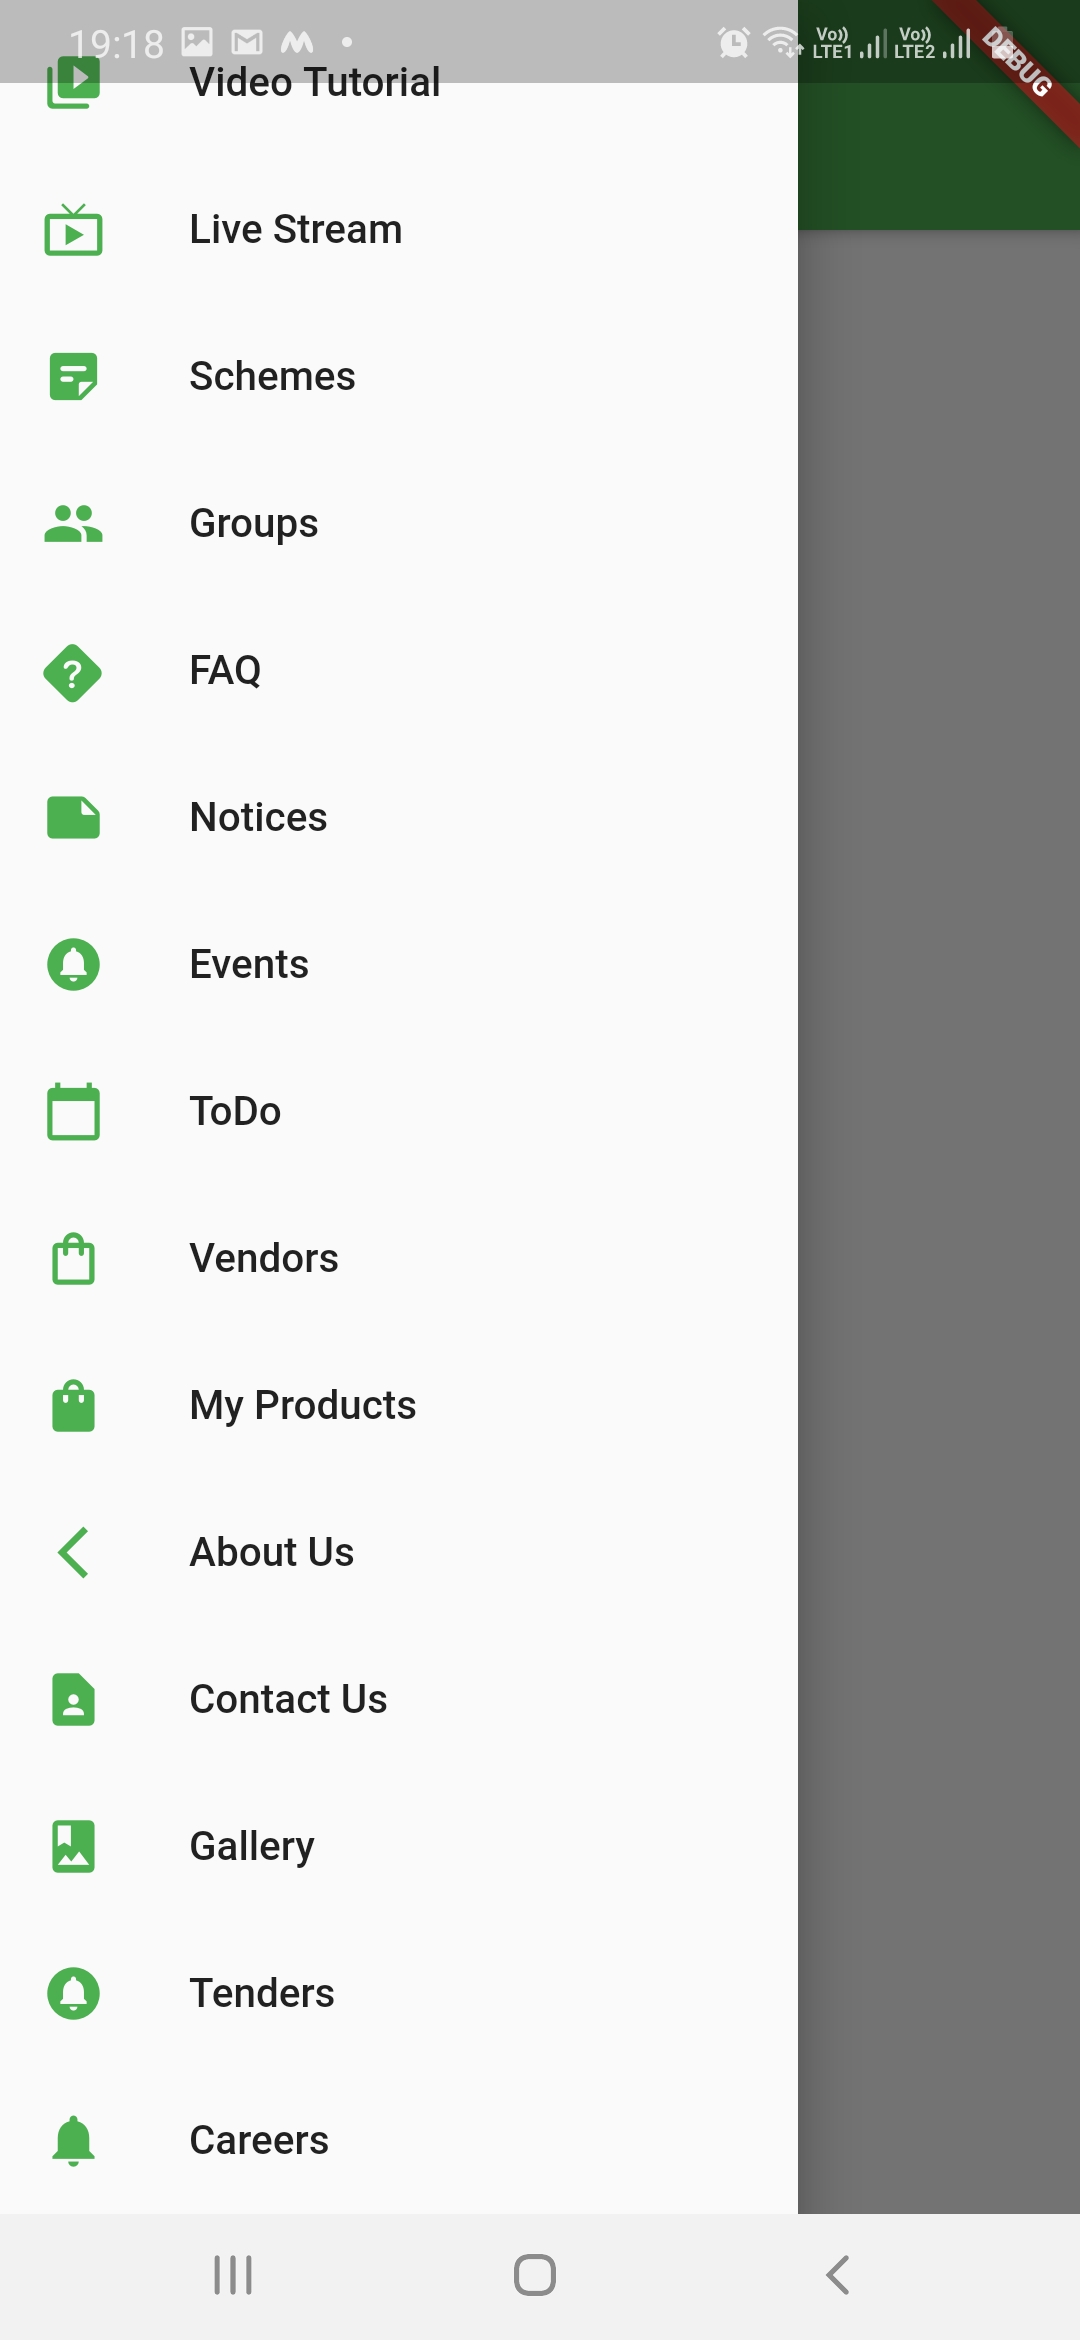 19:18
Vo)) LTE1 Vo)) LTE2
DEBUG
Video Tutorial
Live Stream
Schemes
Groups
FAQ
Notices
Events
ToDo
Vendors
My Products
About Us
Contact Us
Gallery
Tenders
Careers